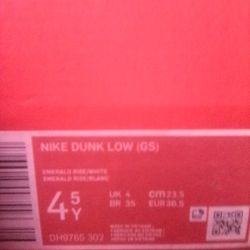 NIKE DUNK LOW (GS)
EMERALD RISE/WHITE
EMERALD RISE/BLANC
4.5Y
UK 4
CM 23.5
BR 35
EUR 36.5
DH9765 302